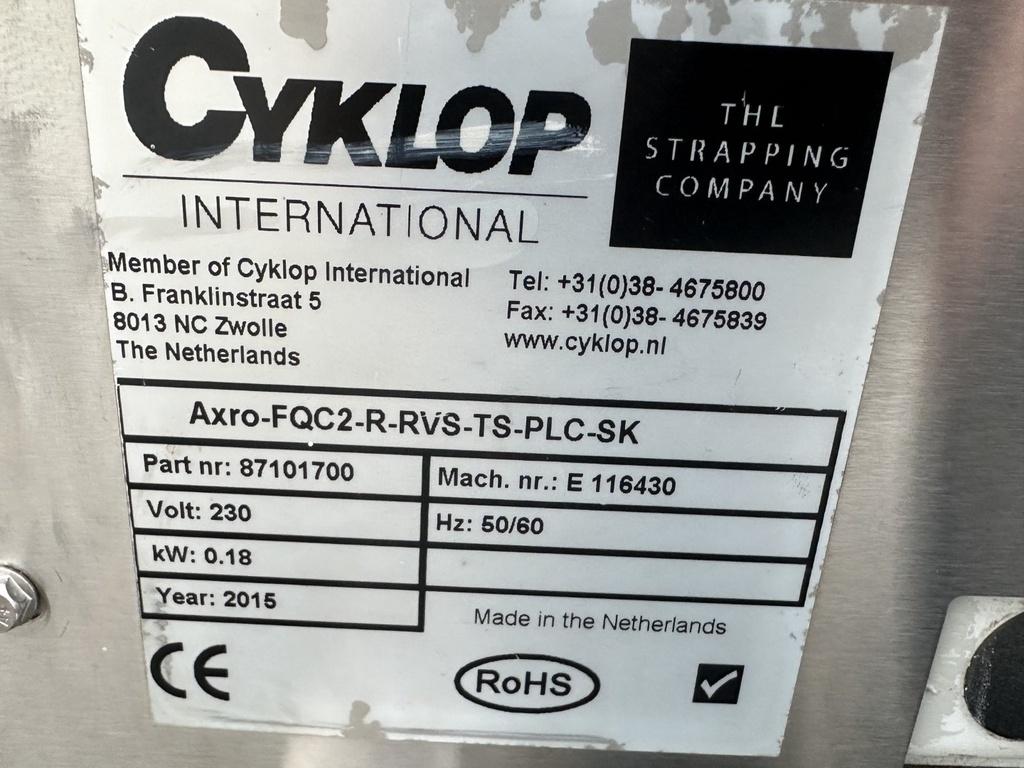 CYKLOP
INTERNATIONAL
THE
STRAPPING
COMPANY
Member of Cyklop International
B. Franklinstraat 5
8013 NC Zwolle
The Netherlands
Tel: +31(0)38- 4675800
Fax: +31(0)38- 4675839
www.cyklop.nl
Axro-FQC2-R-RVS-TS-PLC-SK
Part nr: 87101700
Mach. nr.: E 116430
Volt: 230
Hz: 50/60
kW: 0.18
Year: 2015
Made in the Netherlands
CE
RoHS